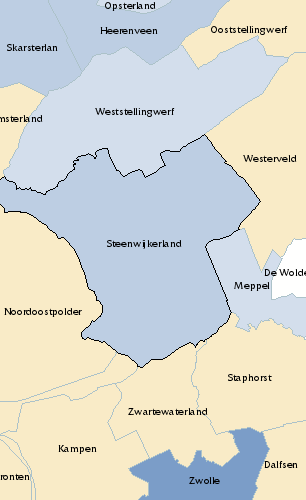 Opsterland
Heerenveen
Ooststellingwerf
Skarsterlan
Weststellingwerf
msterland
Westerveld
Steenwijkerland
De Wolde
Meppel
Noordoostpolder
Staphorst
Zwartewaterland
Kampen
Dalfsen
ronten
Zwolle